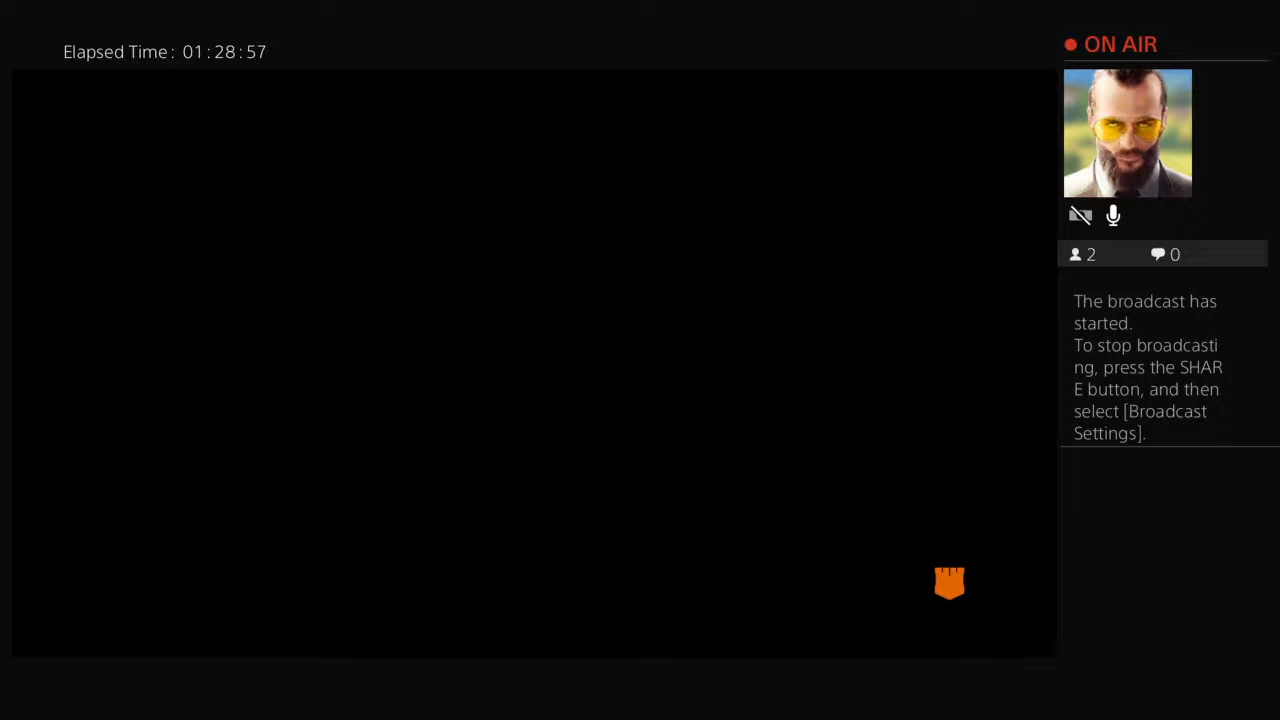 Elapsed Time: 01:28:57
ON AIR
2
0
The broadcast has
started.
To stop broadcasti
ng, press the SHAR
E button, and then
select [Broadcast
Settings].